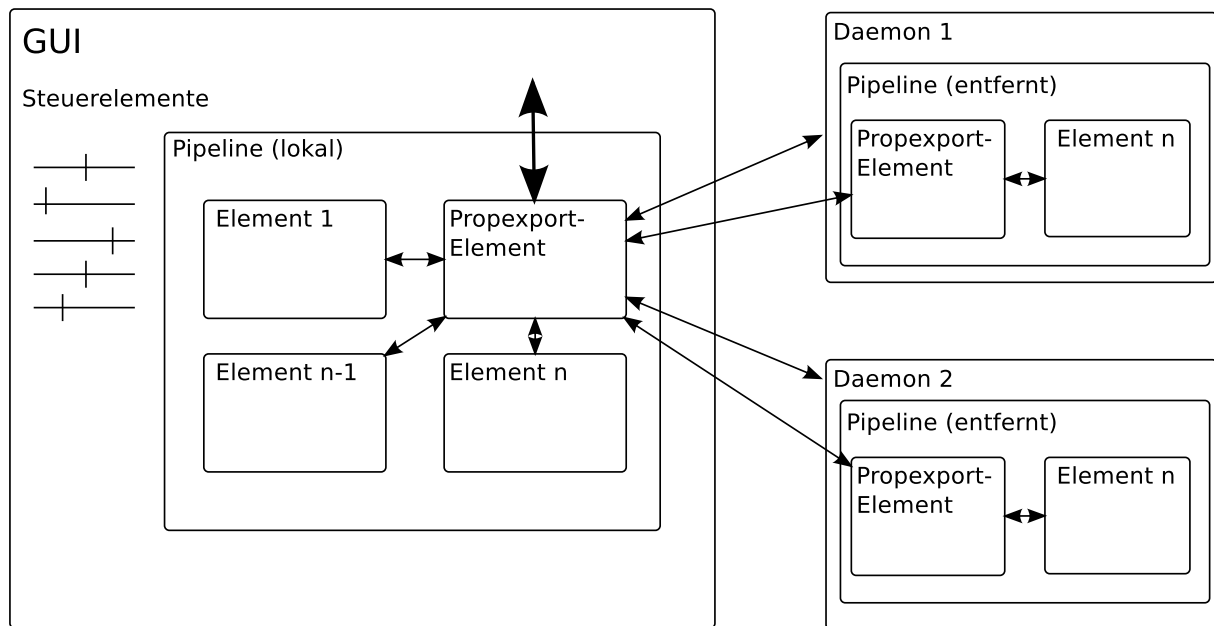 GUI
Steuerelemente
Pipeline (lokal)
Element 1
Propexport-
Element
Element n-1
Element n
Daemon 1
Pipeline (entfernt)
Propexport-
Element
Element n
Daemon 2
Pipeline (entfernt)
Propexport-
Element
Element n